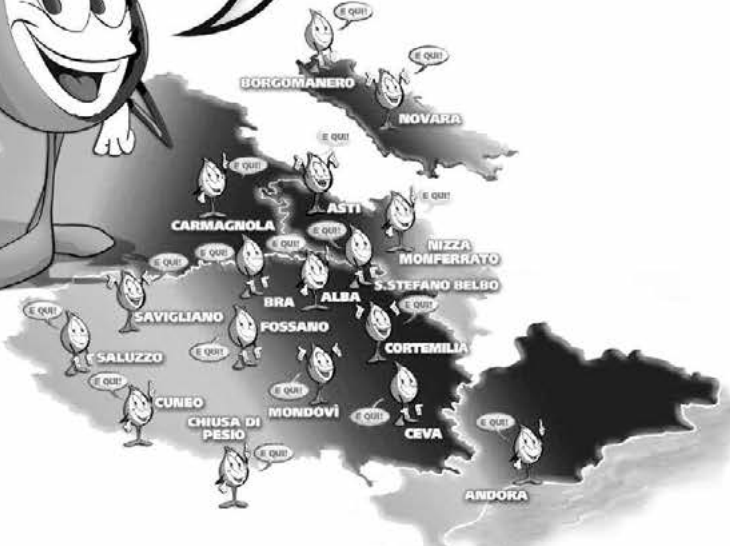 E QUI!
BORGOMANERO
E QUI!
NOVARA
E QUI!
CARMAGNOLA
E QUI!
ASTI
E QUI!
NIZZA
MONFERRATO
E QUI!
SAVIGLIANO
E QUI!
BRA
E QUI!
ALBA
E QUI!
S.STEFANO BELBO
E QUI!
SALUZZO
E QUI!
FOSSANO
E QUI!
CORTEMILIA
E QUI!
CUNEO
E QUI!
MONDOVÌ
E QUI!
CEVA
CHIUSA DI
PESIO
E QUI!
E QUI!
ANDORA